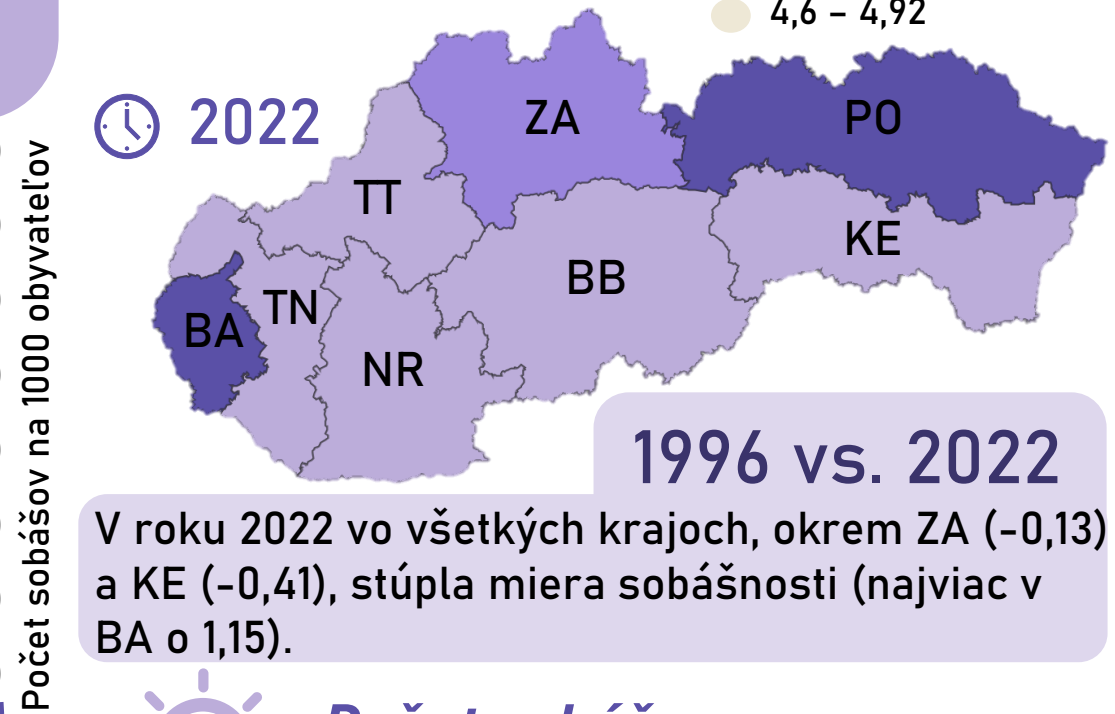 4,6 – 4,92
2022
ZA
PO
TT
KE
BB
TN
BA
NR
Počet sobášov na 1000 obyvateľov
1996 vs. 2022
V roku 2022 vo všetkých krajoch, okrem ZA (-0,13)
a KE (-0,41), stúpla miera sobášnosti (najviac v
BA o 1,15).